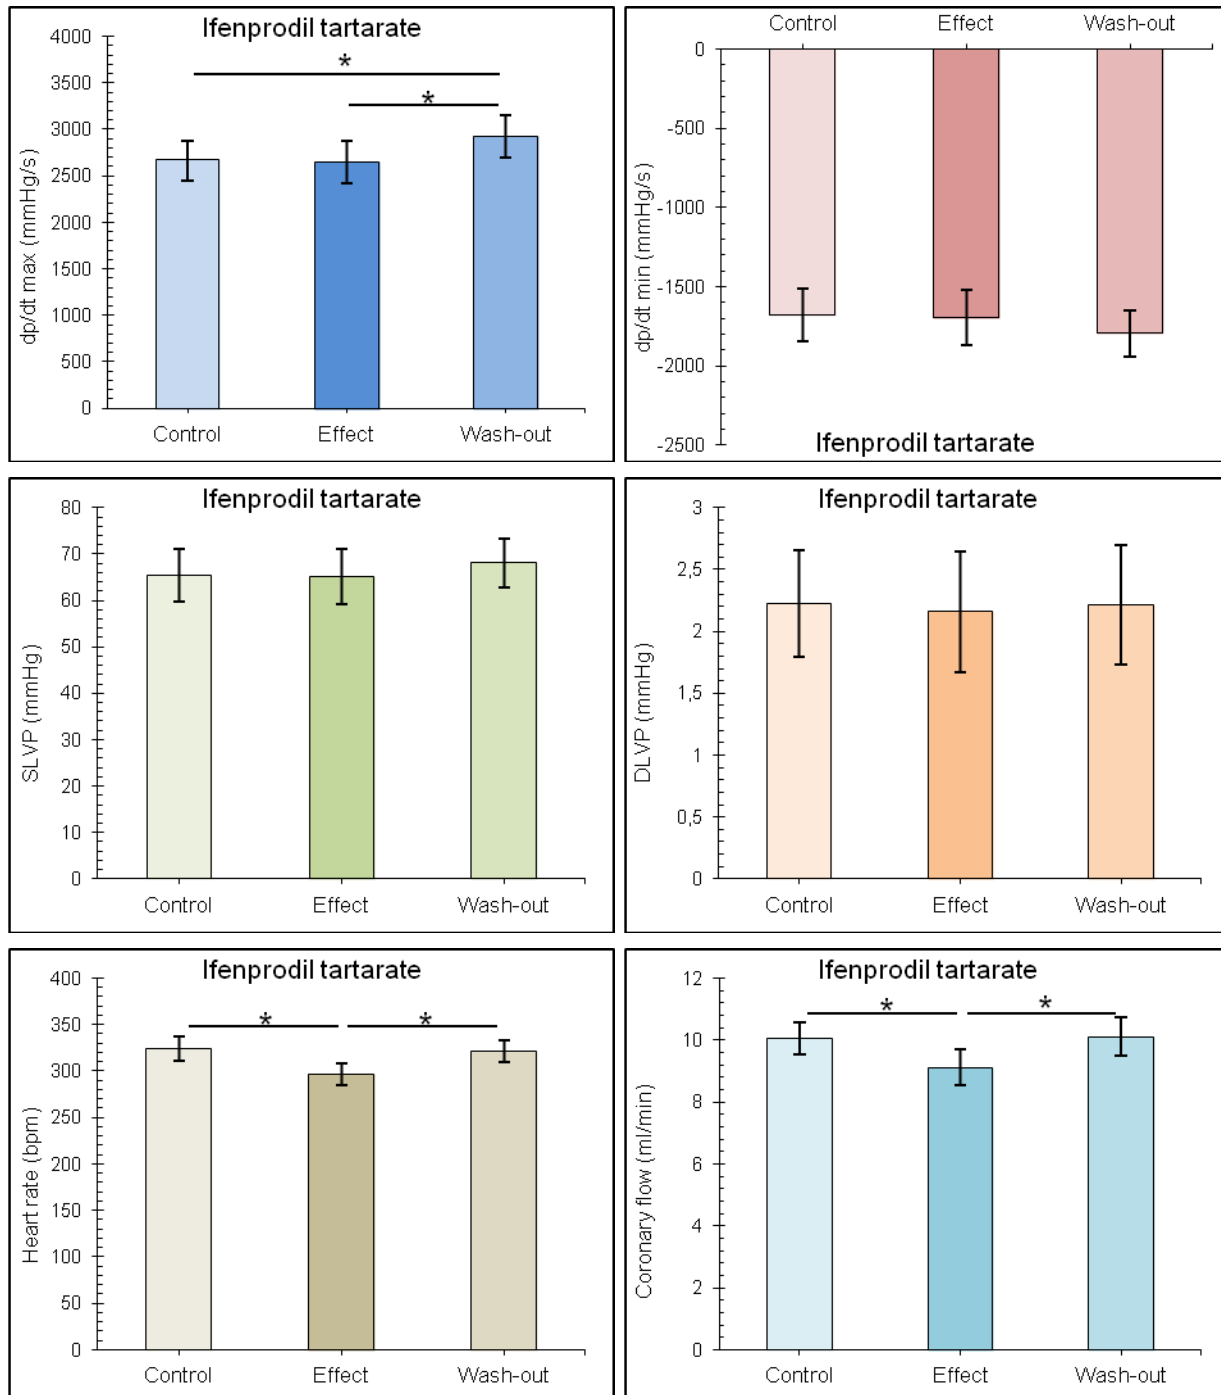 Ifenprodil tartarate
dp/dt max (mmHg/s)
4000
3500
3000
2500
2000
1500
1000
500
0
*
*
Control Effect Wash-out
Control Effect Wash-out
dp/dt min (mmHg/s)
0
-500
-1000
-1500
-2000
-2500
Ifenprodil tartarate
Ifenprodil tartarate
SLVP (mmHg)
80
70
60
50
40
30
20
10
0
Control Effect Wash-out
Ifenprodil tartarate
DLVP (mmHg)
3
2,5
2
1,5
1
0,5
0
Control Effect Wash-out
Ifenprodil tartarate
Heart rate (bpm)
400
350
300
250
200
150
100
50
0
* *
Control Effect Wash-out
Ifenprodil tartarate
Coronary flow (ml/min)
12
10
8
6
4
2
0
* *
Control Effect Wash-out